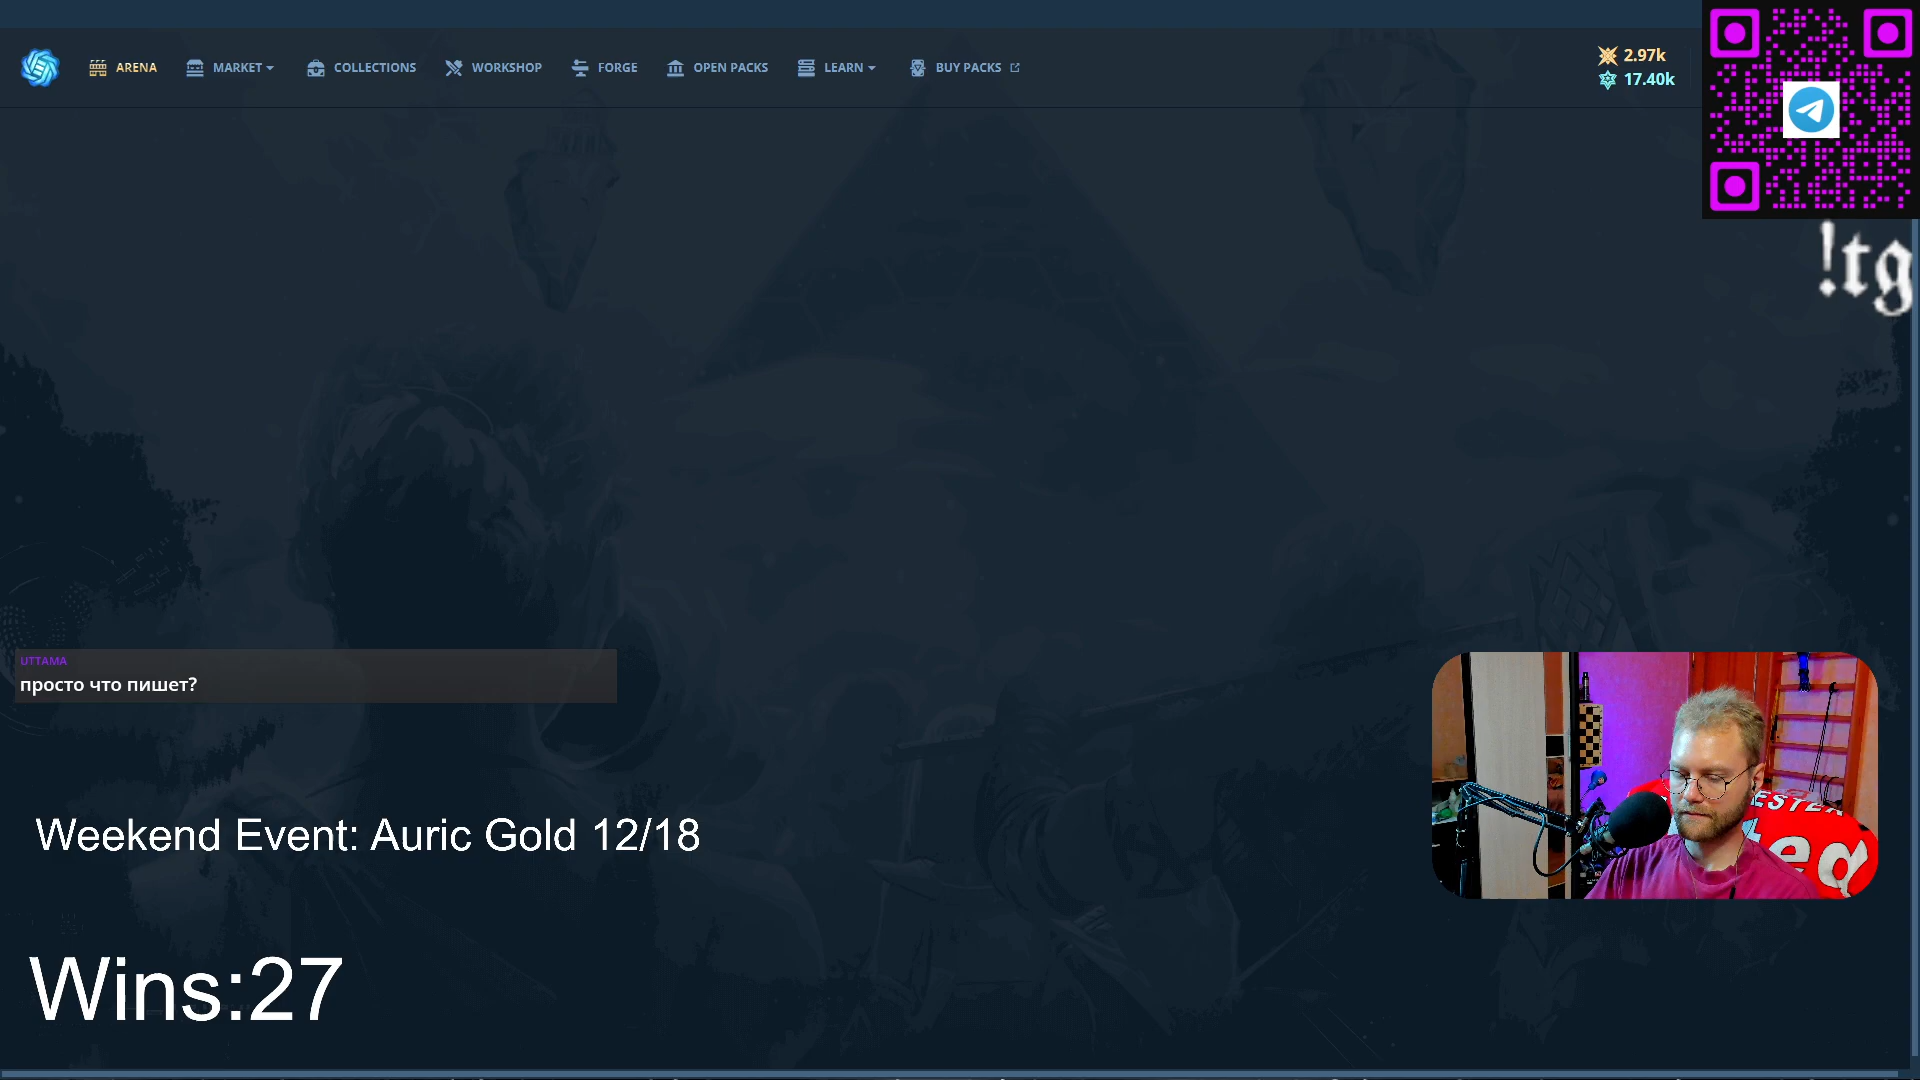 ARENA MARKET COLLECTIONS WORKSHOP FORGE OPEN PACKS LEARN BUY PACKS
2.97k
17.40k
!tg
UTTAMA
просто что пишет?
Weekend Event: Auric Gold 12/18
Wins:27